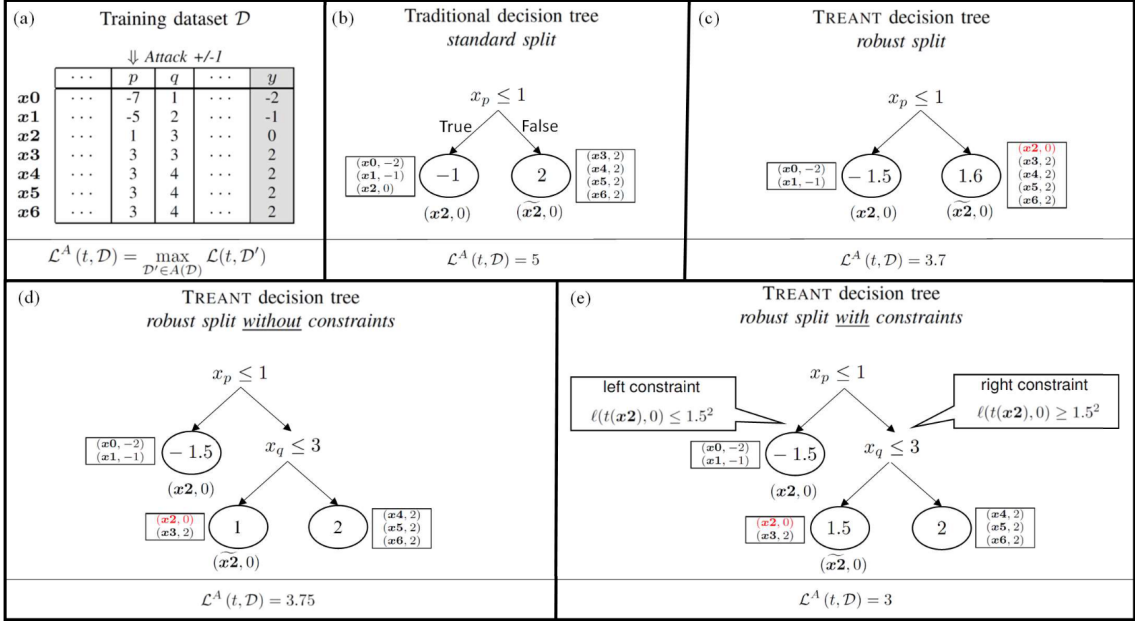 (a) Training dataset 𝒟
⇓ Attack +/-1
· · · p q · · · y
x0 · · · -7 1 · · · -2
x1 · · · -5 2 · · · -1
x2 · · · 1 3 · · · 0
x3 · · · 3 3 · · · 2
x4 · · · 3 4 · · · 2
x5 · · · 3 4 · · · 2
x6 · · · 3 4 · · · 2
ℒ^A (t, 𝒟) = max_{𝒟′∈A(𝒟)} ℒ(t, 𝒟′)
(b) Traditional decision tree
standard split
x_p ≤ 1
True False
(x0, −2)
(x1, −1)
(x2, 0)
−1
2
(x3, 2)
(x4, 2)
(x5, 2)
(x6, 2)
(x2, 0) (x̃2, 0)
ℒ^A (t, 𝒟) = 5
(c) TREANT decision tree
robust split
x_p ≤ 1
(x0, −2)
(x1, −1)
− 1.5
1.6
(x2, 0)
(x3, 2)
(x4, 2)
(x5, 2)
(x6, 2)
(x2, 0) (x̃2, 0)
ℒ^A (t, 𝒟) = 3.7
(d) TREANT decision tree
robust split without constraints
x_p ≤ 1
(x0, −2)
(x1, −1)
− 1.5
x_q ≤ 3
(x2, 0)
(x2, 0)
(x3, 2)
1
2
(x4, 2)
(x5, 2)
(x6, 2)
(x̃2, 0)
ℒ^A (t, 𝒟) = 3.75
(e) TREANT decision tree
robust split with constraints
x_p ≤ 1
left constraint
ℓ(t(x2), 0) ≤ 1.5²
right constraint
ℓ(t(x2), 0) ≥ 1.5²
(x0, −2)
(x1, −1)
− 1.5
x_q ≤ 3
(x2, 0)
(x2, 0)
(x3, 2)
1.5
2
(x4, 2)
(x5, 2)
(x6, 2)
(x̃2, 0)
ℒ^A (t, 𝒟) = 3